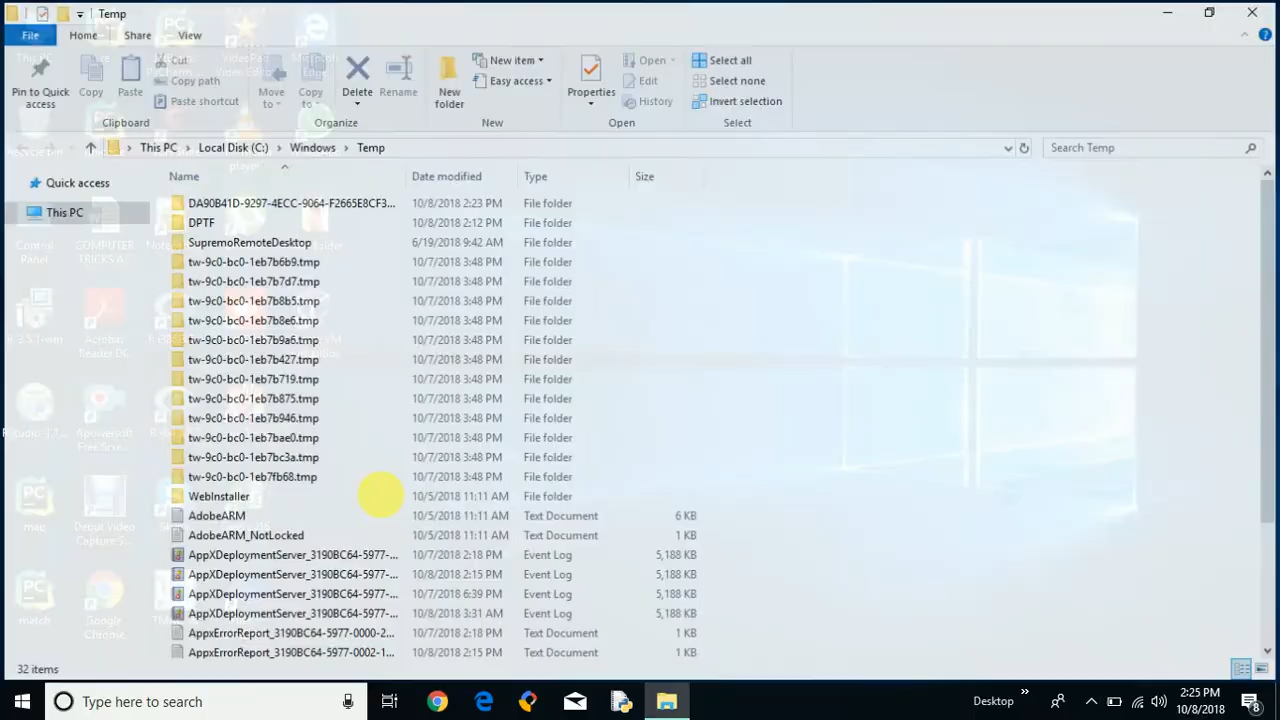 Temp
File Home Share View
Pin to Quick access
Copy
Paste
Cut
Copy path
Paste shortcut
Clipboard
Move to
Copy to
Delete
Rename
Organize
New folder
New item
Easy access
New
Properties
Open
Edit
History
Open
Select all
Select none
Invert selection
Select
This PC Local Disk (C:) Windows Temp
Search Temp
Quick access
This PC
Name Date modified Type Size
DA90B41D-9297-4ECC-9064-F2665E8CF3... 10/8/2018 2:23 PM File folder
DPTF 10/8/2018 2:12 PM File folder
SupremoRemoteDesktop 6/19/2018 9:42 AM File folder
tw-9c0-bc0-1eb7b6b9.tmp 10/7/2018 3:48 PM File folder
tw-9c0-bc0-1eb7b7d7.tmp 10/7/2018 3:48 PM File folder
tw-9c0-bc0-1eb7b8b5.tmp 10/7/2018 3:48 PM File folder
tw-9c0-bc0-1eb7b8e6.tmp 10/7/2018 3:48 PM File folder
tw-9c0-bc0-1eb7b9a6.tmp 10/7/2018 3:48 PM File folder
tw-9c0-bc0-1eb7b427.tmp 10/7/2018 3:48 PM File folder
tw-9c0-bc0-1eb7b719.tmp 10/7/2018 3:48 PM File folder
tw-9c0-bc0-1eb7b875.tmp 10/7/2018 3:48 PM File folder
tw-9c0-bc0-1eb7b946.tmp 10/7/2018 3:48 PM File folder
tw-9c0-bc0-1eb7bae0.tmp 10/7/2018 3:48 PM File folder
tw-9c0-bc0-1eb7bc3a.tmp 10/7/2018 3:48 PM File folder
tw-9c0-bc0-1eb7fb68.tmp 10/7/2018 3:48 PM File folder
WebInstaller 10/5/2018 11:11 AM File folder
AdobeARM 10/5/2018 11:11 AM Text Document 6 KB
AdobeARM_NotLocked 10/5/2018 11:11 AM Text Document 1 KB
AppXDeploymentServer_3190BC64-5977-... 10/7/2018 2:18 PM Event Log 5,188 KB
AppXDeploymentServer_3190BC64-5977-... 10/8/2018 2:15 PM Event Log 5,188 KB
AppXDeploymentServer_3190BC64-5977-... 10/7/2018 6:39 PM Event Log 5,188 KB
AppXDeploymentServer_3190BC64-5977-... 10/8/2018 3:31 AM Event Log 5,188 KB
AppxErrorReport_3190BC64-5977-0000-2... 10/7/2018 2:18 PM Text Document 1 KB
AppxErrorReport_3190BC64-5977-0002-1... 10/8/2018 2:15 PM Text Document 1 KB
Control Panel
COMPUTER TRICKS A...
Acrobat Reader DC
Apowersoft Free Scre...
Debut Video Capture S...
match
Google Chrome
32 items
Type here to search
Desktop
2:25 PM
10/8/2018
8